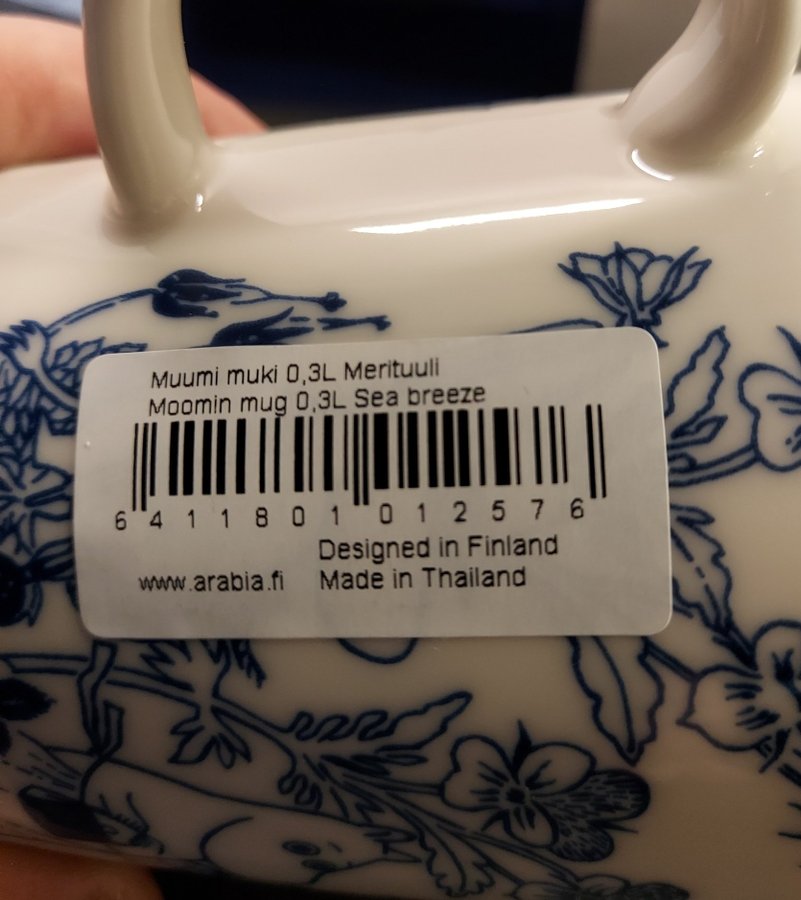 Muumi muki 0,3L Merituuli
Moomin mug 0,3L Sea breeze
6 411801 012576
Designed in Finland
www.arabia.fi Made in Thailand